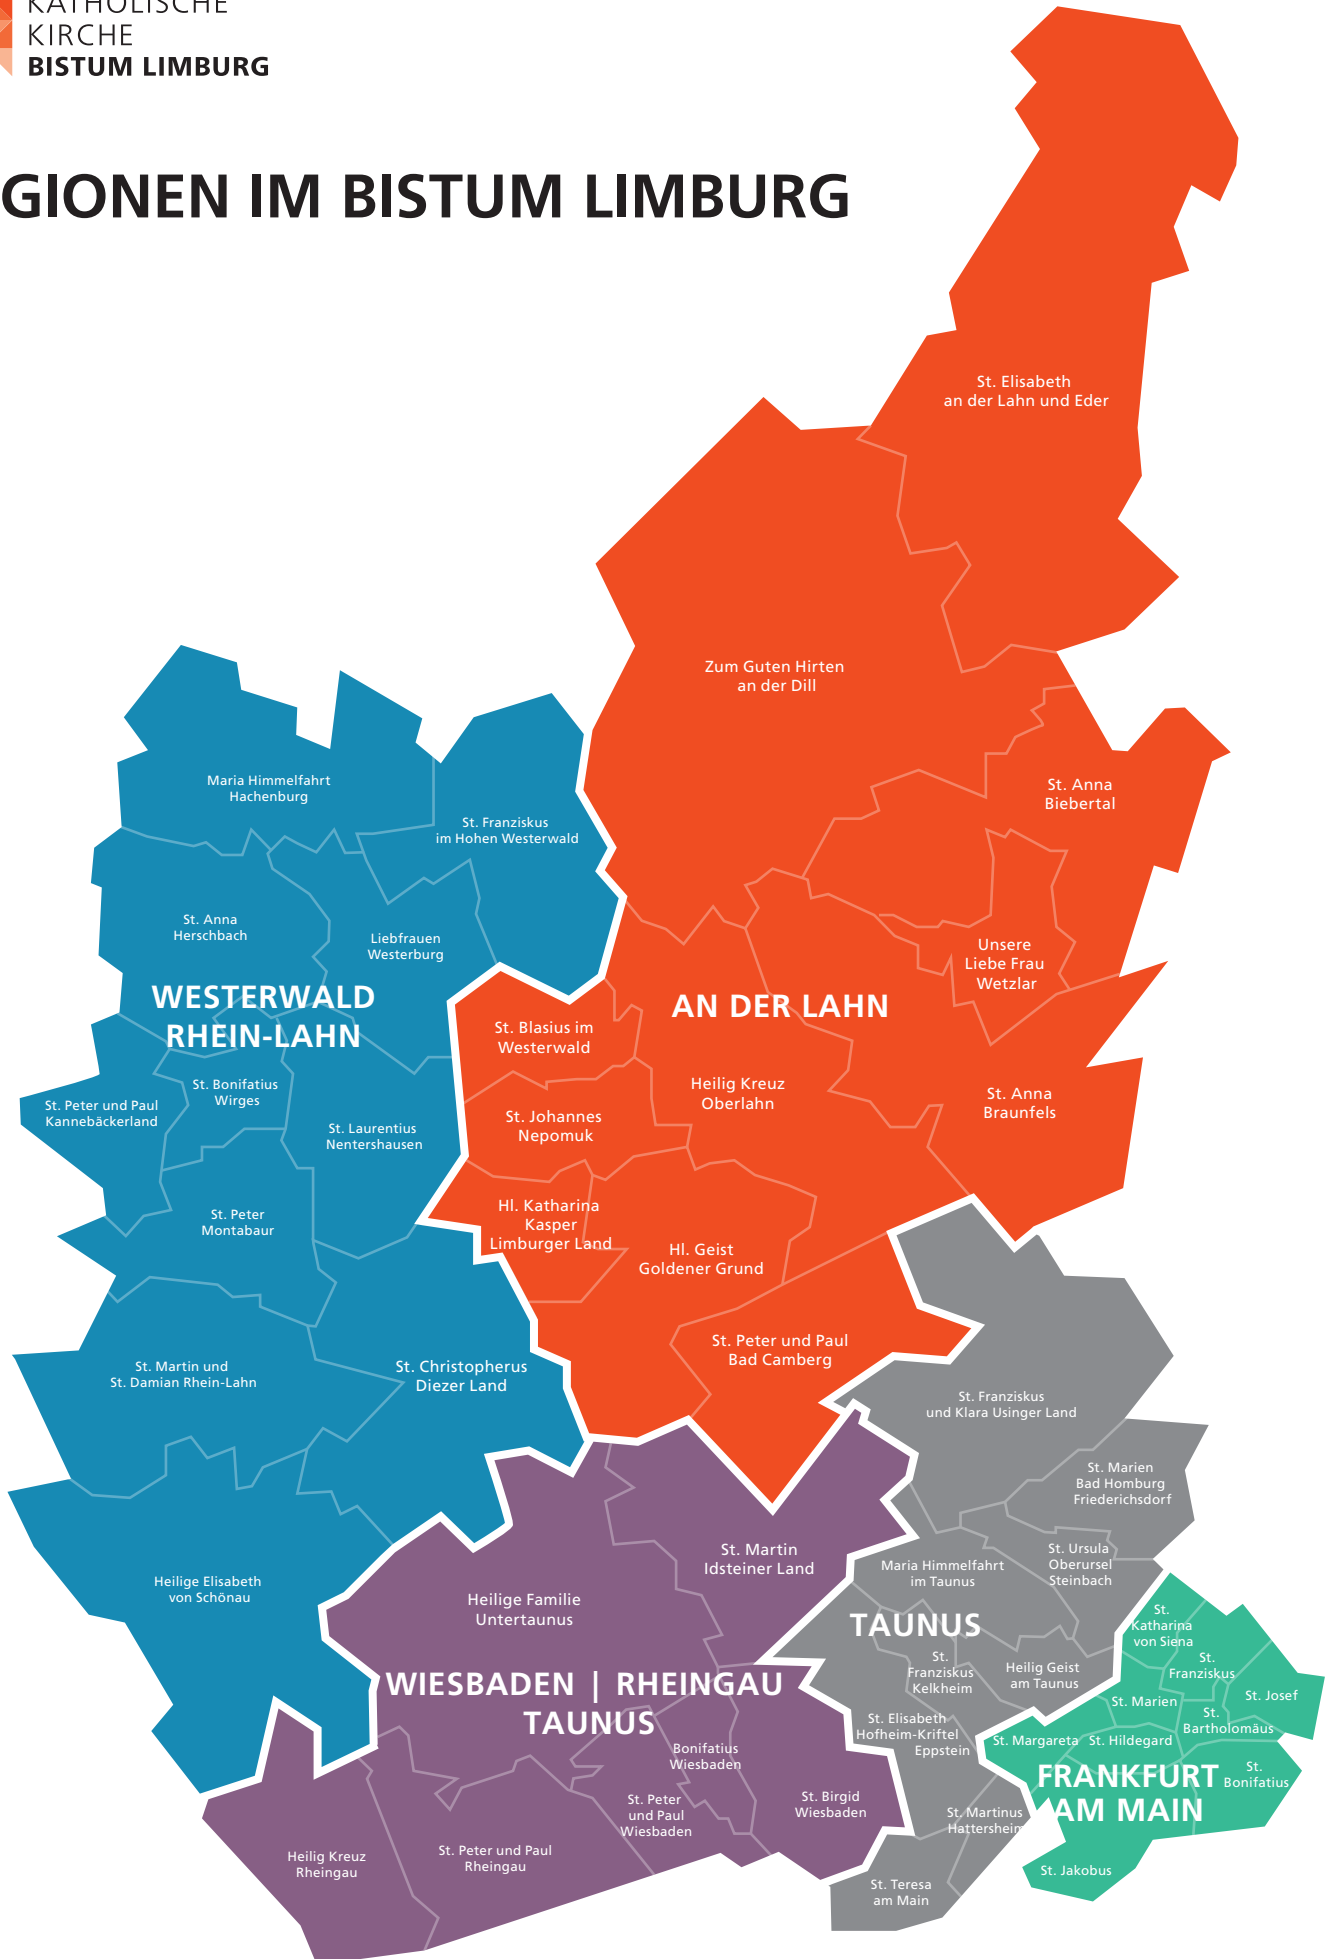 KATHOLISCHE
KIRCHE
BISTUM LIMBURG
GIONEN IM BISTUM LIMBURG
St. Elisabeth
an der Lahn und Eder
Zum Guten Hirten
an der Dill
St. Anna
Biebertal
Unsere
Liebe Frau
Wetzlar
AN DER LAHN
St. Blasius im
Westerwald
Heilig Kreuz
Oberlahn
St. Anna
Braunfels
St. Johannes
Nepomuk
Hl. Katharina
Kasper
Limburger Land
Hl. Geist
Goldener Grund
St. Peter und Paul
Bad Camberg
Maria Himmelfahrt
Hachenburg
St. Franziskus
im Hohen Westerwald
St. Anna
Herschbach
Liebfrauen
Westerburg
WESTERWALD
RHEIN-LAHN
St. Bonifatius
Wirges
St. Peter und Paul
Kannebäckerland
St. Laurentius
Nentershausen
St. Peter
Montabaur
St. Martin und
St. Damian Rhein-Lahn
St. Christopherus
Diezer Land
Heilige Elisabeth
von Schönau
St. Martin
Idsteiner Land
Heilige Familie
Untertaunus
WIESBADEN | RHEINGAU
TAUNUS
Bonifatius
Wiesbaden
St. Peter
und Paul
Wiesbaden
St. Birgid
Wiesbaden
St. Peter und Paul
Rheingau
Heilig Kreuz
Rheingau
St. Franziskus
und Klara Usinger Land
St. Marien
Bad Homburg
Friederichsdorf
St. Ursula
Oberursel
Steinbach
Maria Himmelfahrt
im Taunus
TAUNUS
St.
Franziskus
Kelkheim
Heilig Geist
am Taunus
St. Elisabeth
Hofheim-Kriftel
Eppstein
St. Martinus
Hattersheim
St. Teresa
am Main
St.
Katharina
von Siena
St.
Franziskus
St. Marien
St. Josef
St.
Bartholomäus
St. Margareta
St. Hildegard
FRANKFURT
AM MAIN
St.
Bonifatius
St. Jakobus